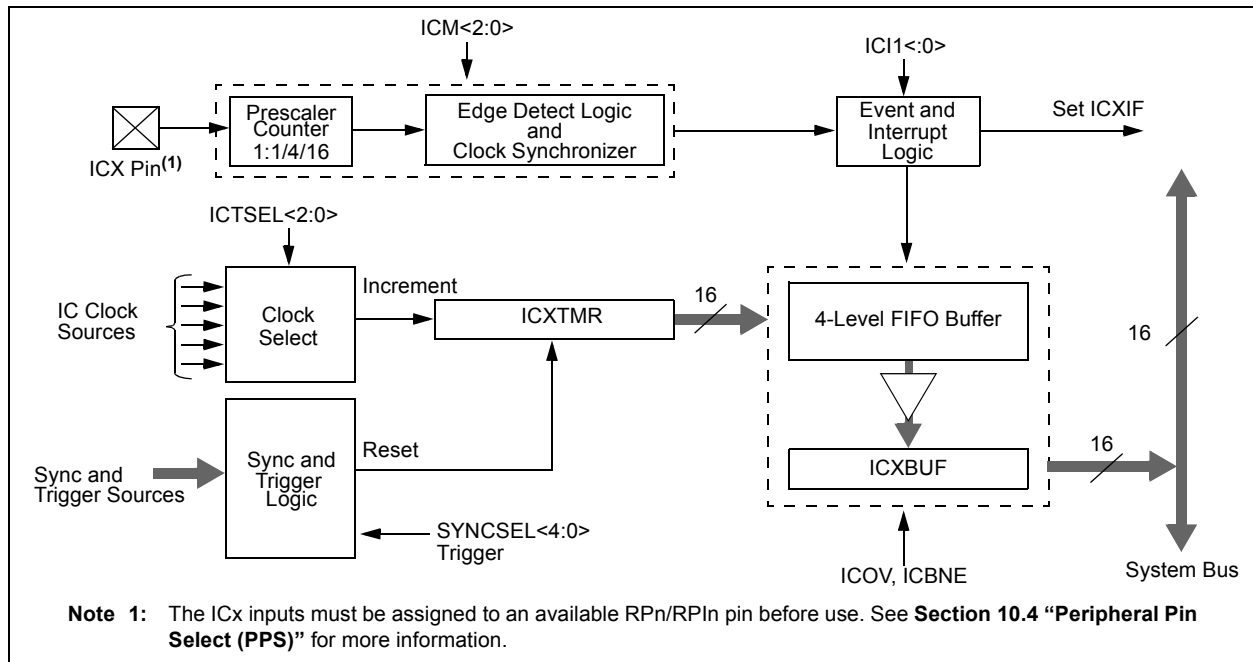 ICM<2:0>
ICI1<:0>
Prescaler
Counter
1:1/4/16
Edge Detect Logic
and
Clock Synchronizer
Event and
Interrupt
Logic
Set ICXIF
ICX Pin(1)
ICTSEL<2:0>
IC Clock
Sources
Clock
Select
Increment
ICXTMR
16
4-Level FIFO Buffer
16
Sync and
Trigger Sources
Sync and
Trigger
Logic
Reset
ICXBUF
16
SYNCSEL<4:0>
Trigger
ICOV, ICBNE
System Bus
Note 1: The ICx inputs must be assigned to an available RPn/RPIn pin before use. See Section 10.4 “Peripheral Pin
Select (PPS)” for more information.